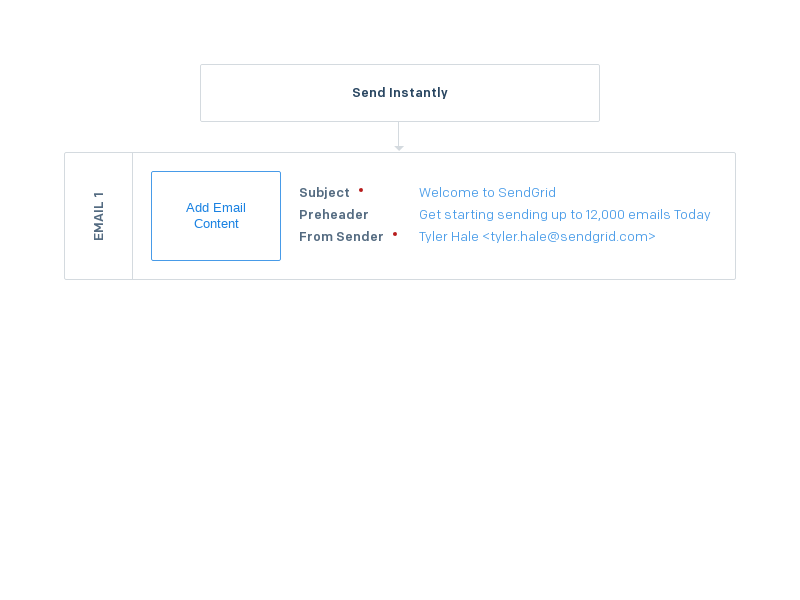 Send Instantly
EMAIL 1
Add Email
Content
Subject • Welcome to SendGrid
Preheader Get starting sending up to 12,000 emails Today
From Sender • Tyler Hale <tyler.hale@sendgrid.com>